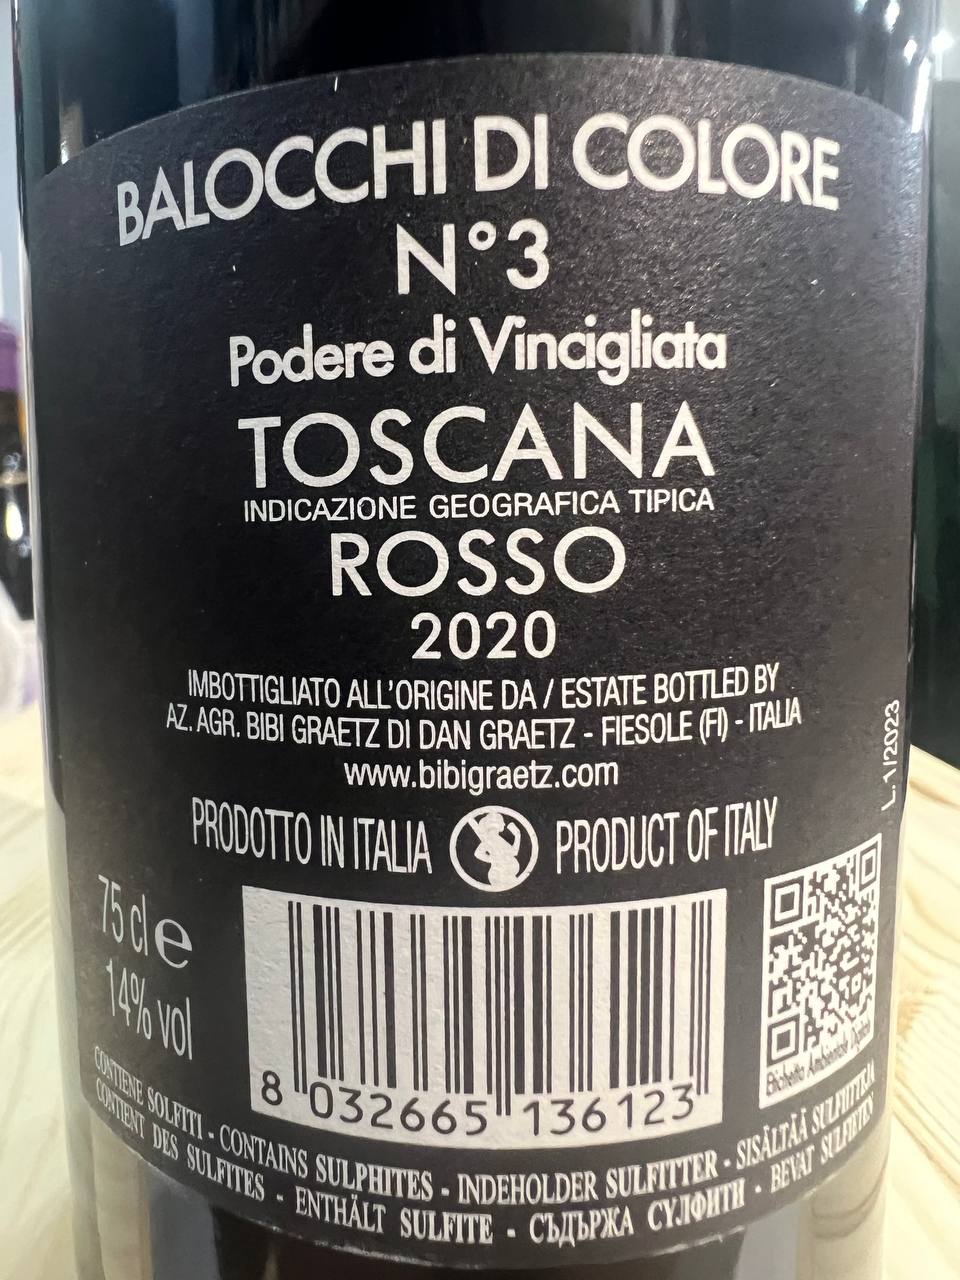 BALOCCHI DI COLORE
N°3
Podere di Vincigliata
TOSCANA
INDICAZIONE GEOGRAFICA TIPICA
ROSSO
2020
IMBOTTIGLIATO ALL'ORIGINE DA / ESTATE BOTTLED BY
AZ. AGR. BIBI GRAETZ DI DAN GRAETZ - FIESOLE (FI) - ITALIA
www.bibigraetz.com
L.1/2023
PRODOTTO IN ITALIA PRODUCT OF ITALY
75 cl e
14% vol
8 032665 136123
Etichetta Ambientale Digitale
CONTIENE SOLFITI - CONTAINS SULPHITES - INDEHOLDER SULFITTER - SISÄLTÄÄ SULFIITTEJA
CONTIENT DES SULFITES - ENTHÄLT SULFITE - СЪДЪРЖА СУЛФИТИ - BEVAT SULFIETEN